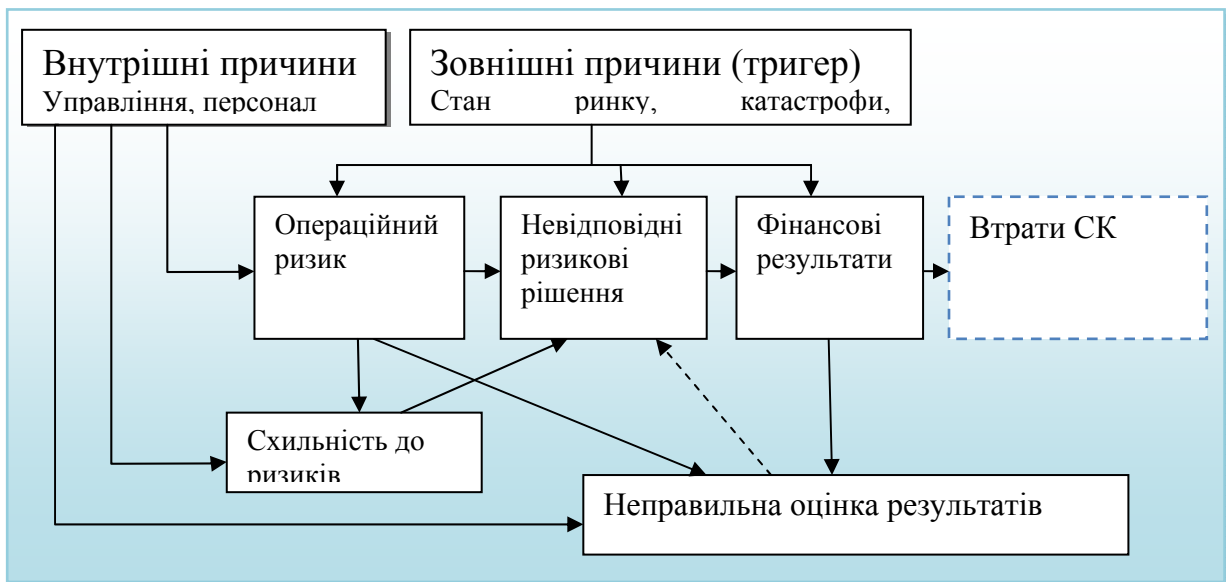 Внутрішні причини
Управління, персонал
Зовнішні причини (тригер)
Стан ринку, катастрофи,
Операційний
ризик
Невідповідні
ризикові
рішення
Фінансові
результати
Втрати СК
Схильність до
ризиків
Неправильна оцінка результатів